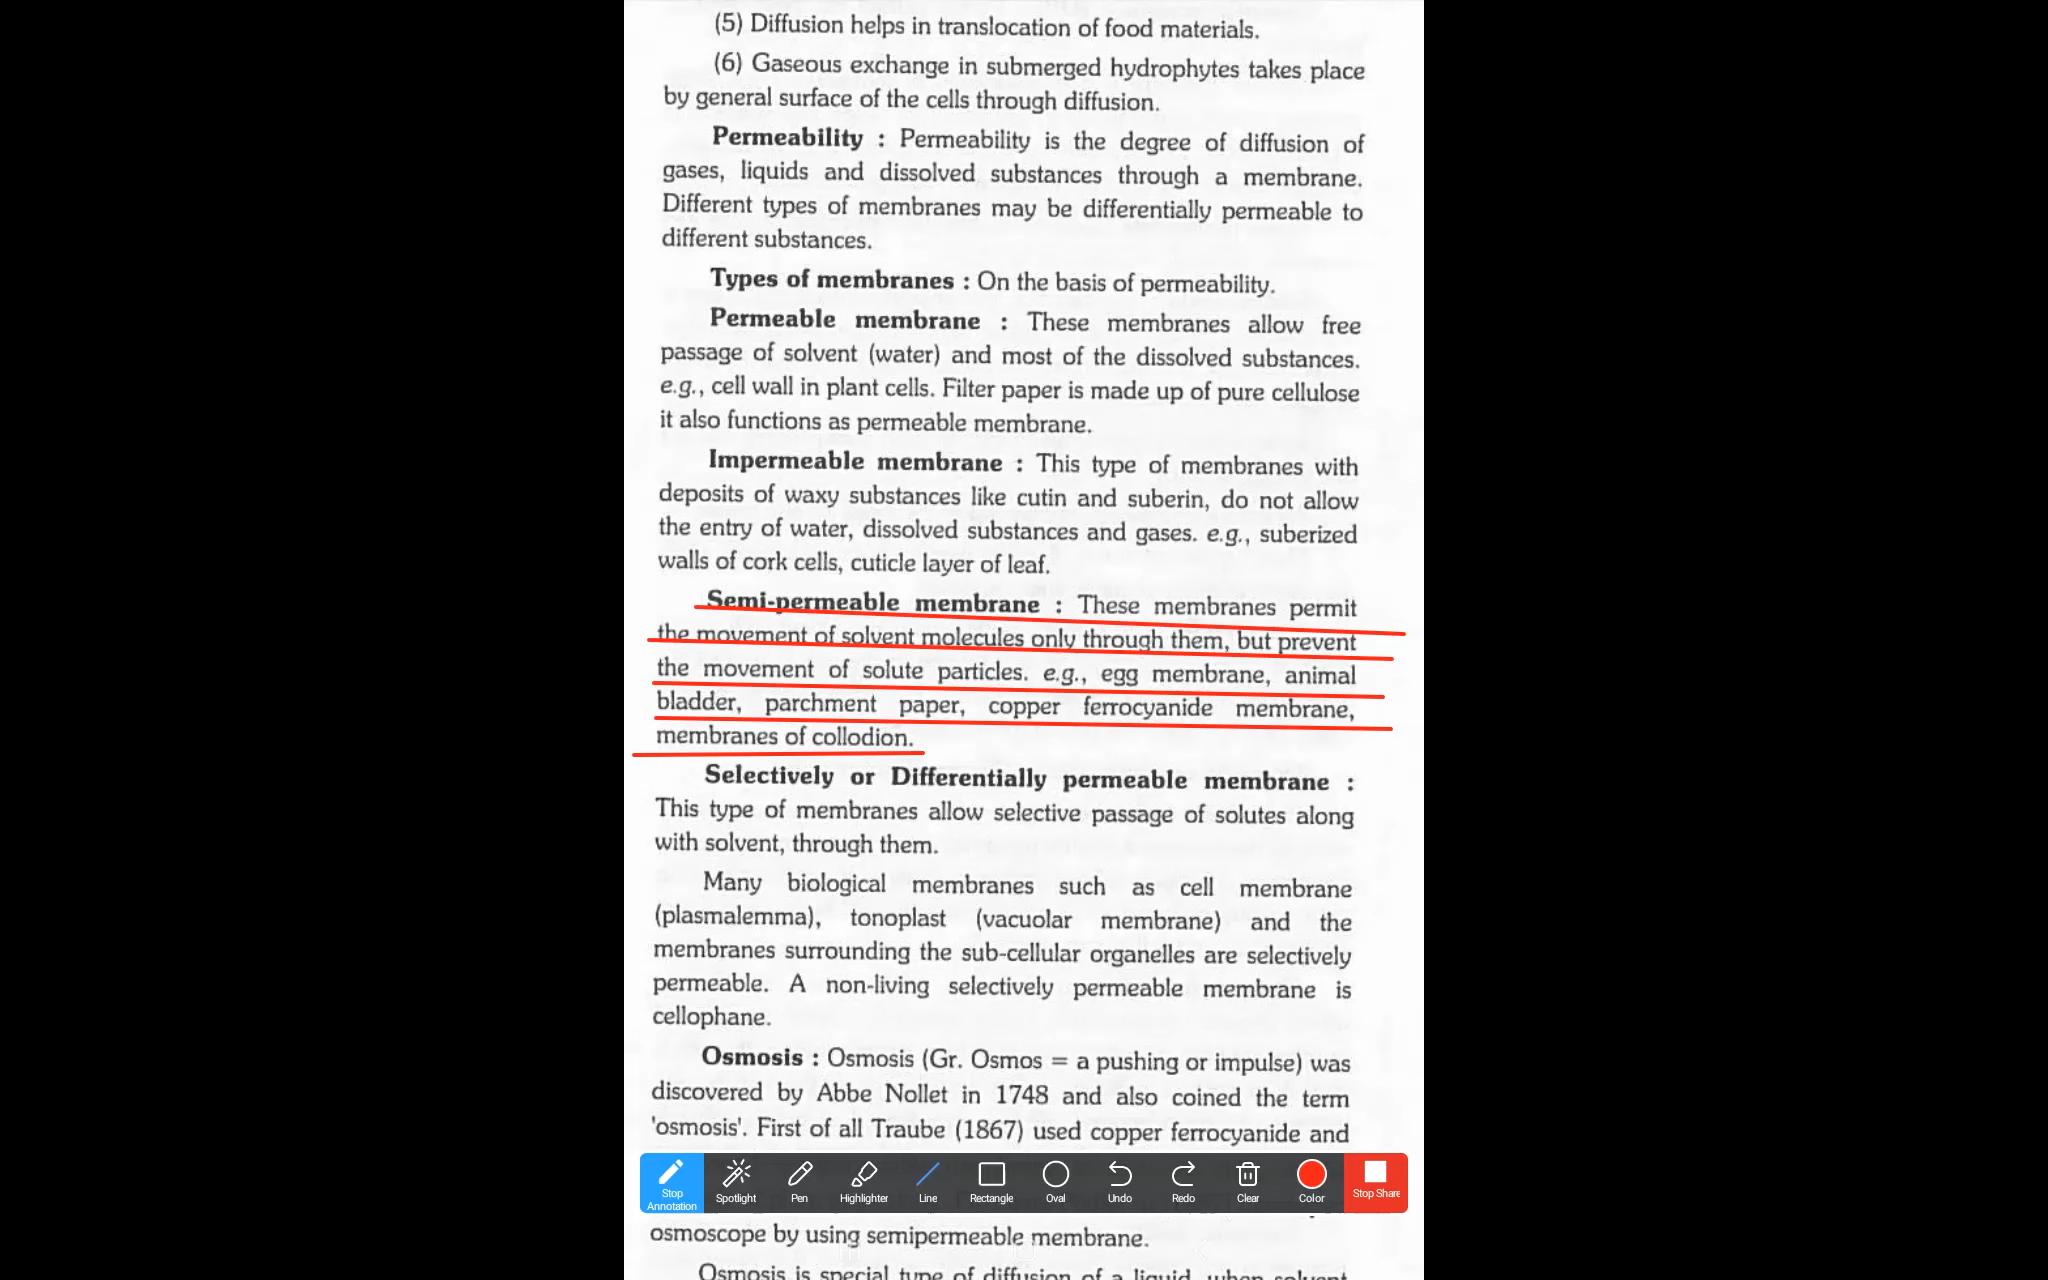 (5) Diffusion helps in translocation of food materials.
(6) Gaseous exchange in submerged hydrophytes takes place
by general surface of the cells through diffusion.
Permeability : Permeability is the degree of diffusion of
gases, liquids and dissolved substances through a membrane.
Different types of membranes may be differentially permeable to
different substances.
Types of membranes : On the basis of permeability.
Permeable membrane : These membranes allow free
passage of solvent (water) and most of the dissolved substances.
e.g., cell wall in plant cells. Filter paper is made up of pure cellulose
it also functions as permeable membrane.
Impermeable membrane : This type of membranes with
deposits of waxy substances like cutin and suberin, do not allow
the entry of water, dissolved substances and gases. e.g., suberized
walls of cork cells, cuticle layer of leaf.
Semi-permeable membrane : These membranes permit
the movement of solvent molecules only through them, but prevent
the movement of solute particles. e.g., egg membrane, animal
bladder, parchment paper, copper ferrocyanide membrane,
membranes of collodion.
Selectively or Differentially permeable membrane :
This type of membranes allow selective passage of solutes along
with solvent, through them.
Many biological membranes such as cell membrane
(plasmalemma), tonoplast (vacuolar membrane) and the
membranes surrounding the sub-cellular organelles are selectively
permeable. A non-living selectively permeable membrane is
cellophane.
Osmosis : Osmosis (Gr. Osmos = a pushing or impulse) was
discovered by Abbe Nollet in 1748 and also coined the term
'osmosis'. First of all Traube (1867) used copper ferrocyanide and
Stop Annotation Spotlight Pen Highlighter Line Rectangle Oval Undo Redo Clear Color Stop Share
osmoscope by using semipermeable membrane.
Osmosis is special type of diffusion of a liquid, when solvent